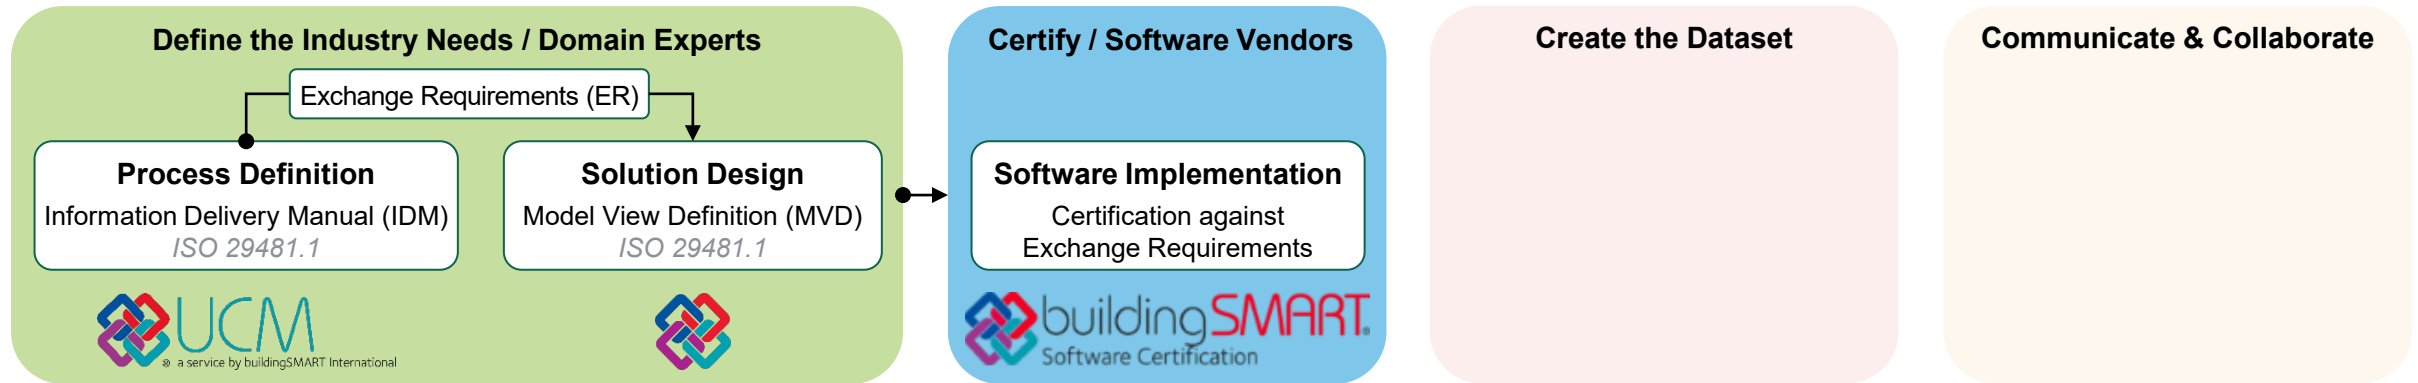 Define the Industry Needs / Domain Experts
Exchange Requirements (ER)
Process Definition
Information Delivery Manual (IDM)
ISO 29481.1
Solution Design
Model View Definition (MVD)
ISO 29481.1
UCM
® a service by buildingSMART International
Certify / Software Vendors
Software Implementation
Certification against
Exchange Requirements
buildingSMART®
Software Certification
Create the Dataset
Communicate & Collaborate